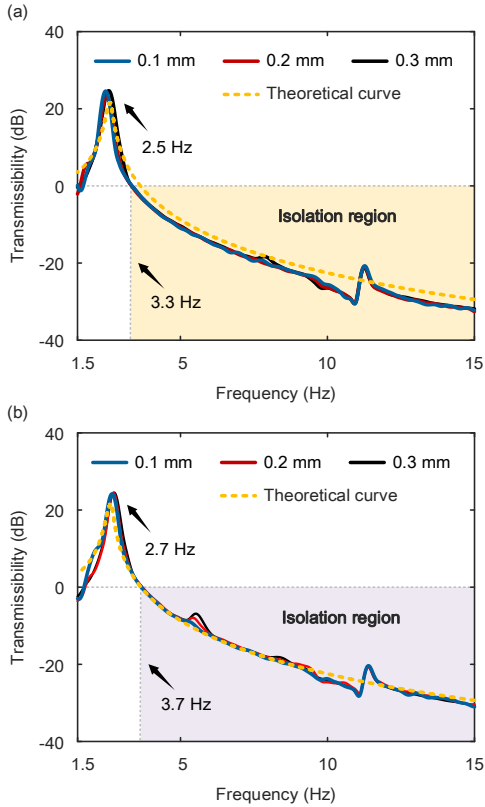 (a)
40
0.1 mm 0.2 mm 0.3 mm
Theoretical curve
20
2.5 Hz
Transmissibility (dB)
0
Isolation region
-20
3.3 Hz
-40
1.5 5 10 15
Frequency (Hz)
(b)
40
0.1 mm 0.2 mm 0.3 mm
Theoretical curve
20
2.7 Hz
Transmissibility (dB)
0
Isolation region
-20
3.7 Hz
-40
1.5 5 10 15
Frequency (Hz)